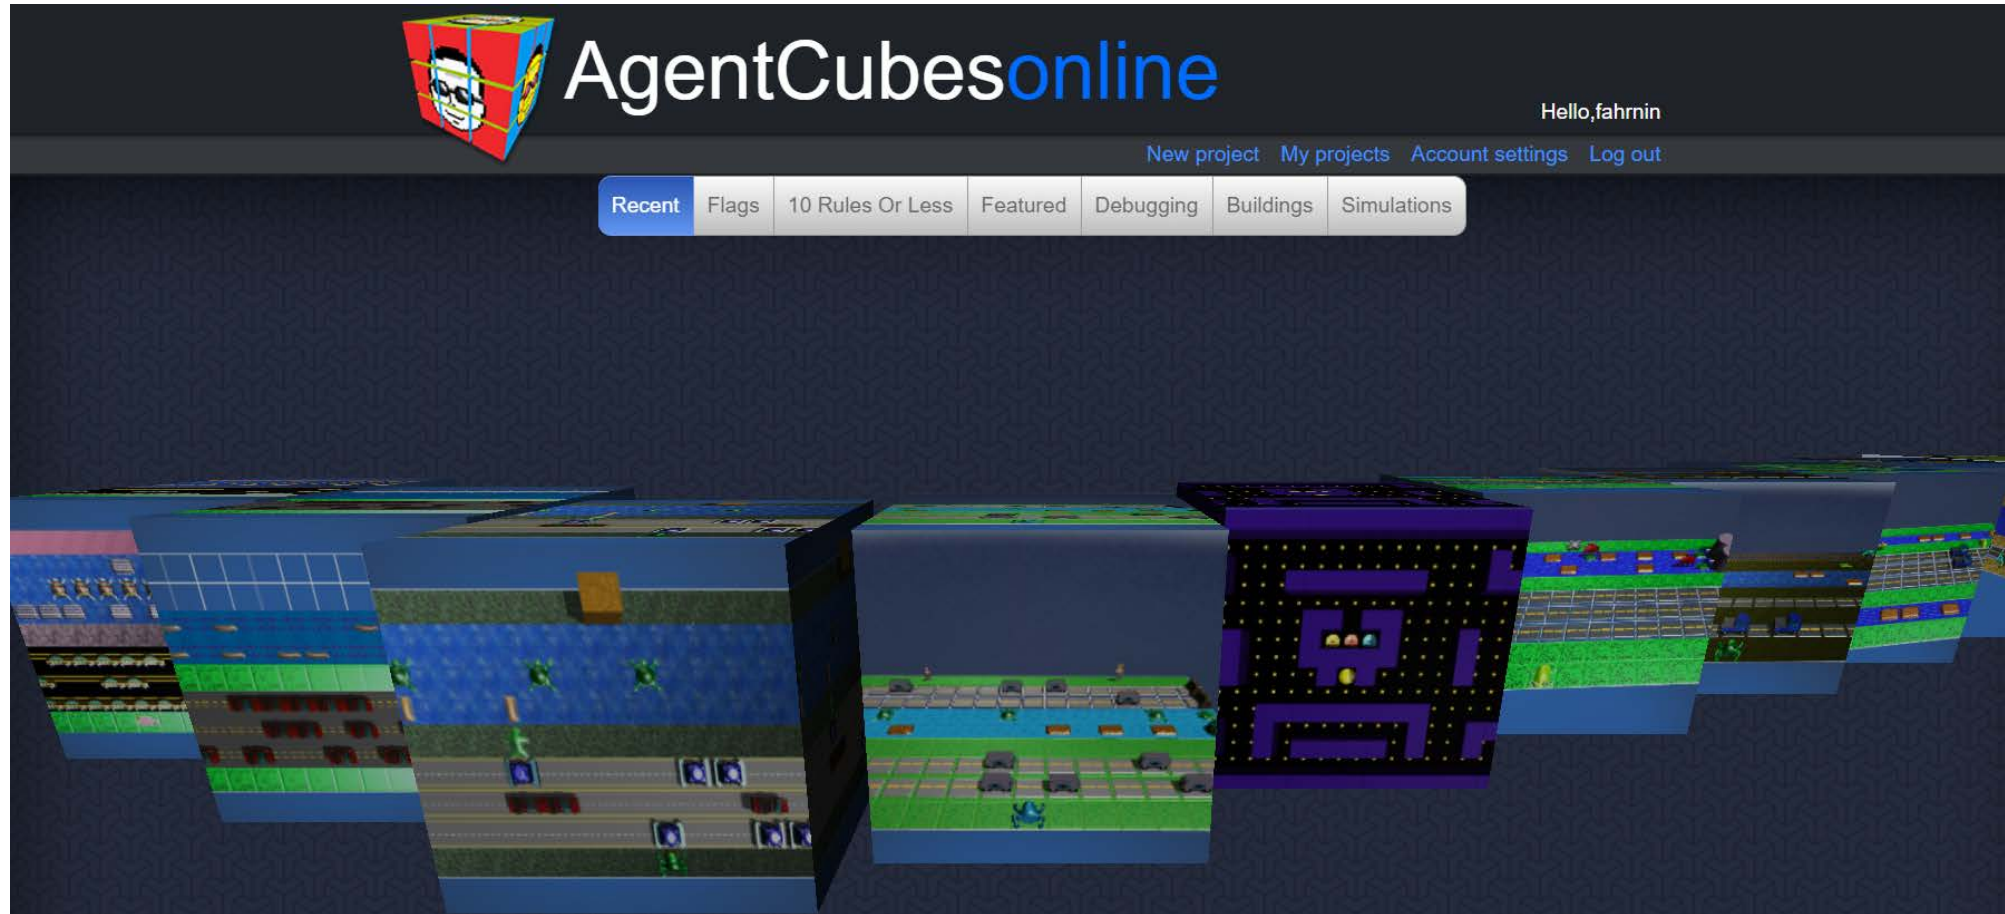 AgentCubesonline
Hello,fahrnin
New project My projects Account settings Log out
Recent Flags 10 Rules Or Less Featured Debugging Buildings Simulations